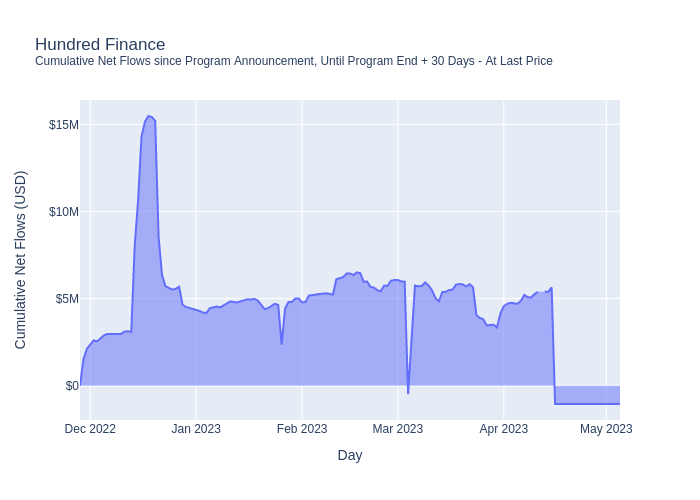 Hundred Finance
Cumulative Net Flows since Program Announcement, Until Program End + 30 Days - At Last Price
Cumulative Net Flows (USD)
$15M
$10M
$5M
$0
Dec 2022
Jan 2023
Feb 2023
Mar 2023
Apr 2023
May 2023
Day